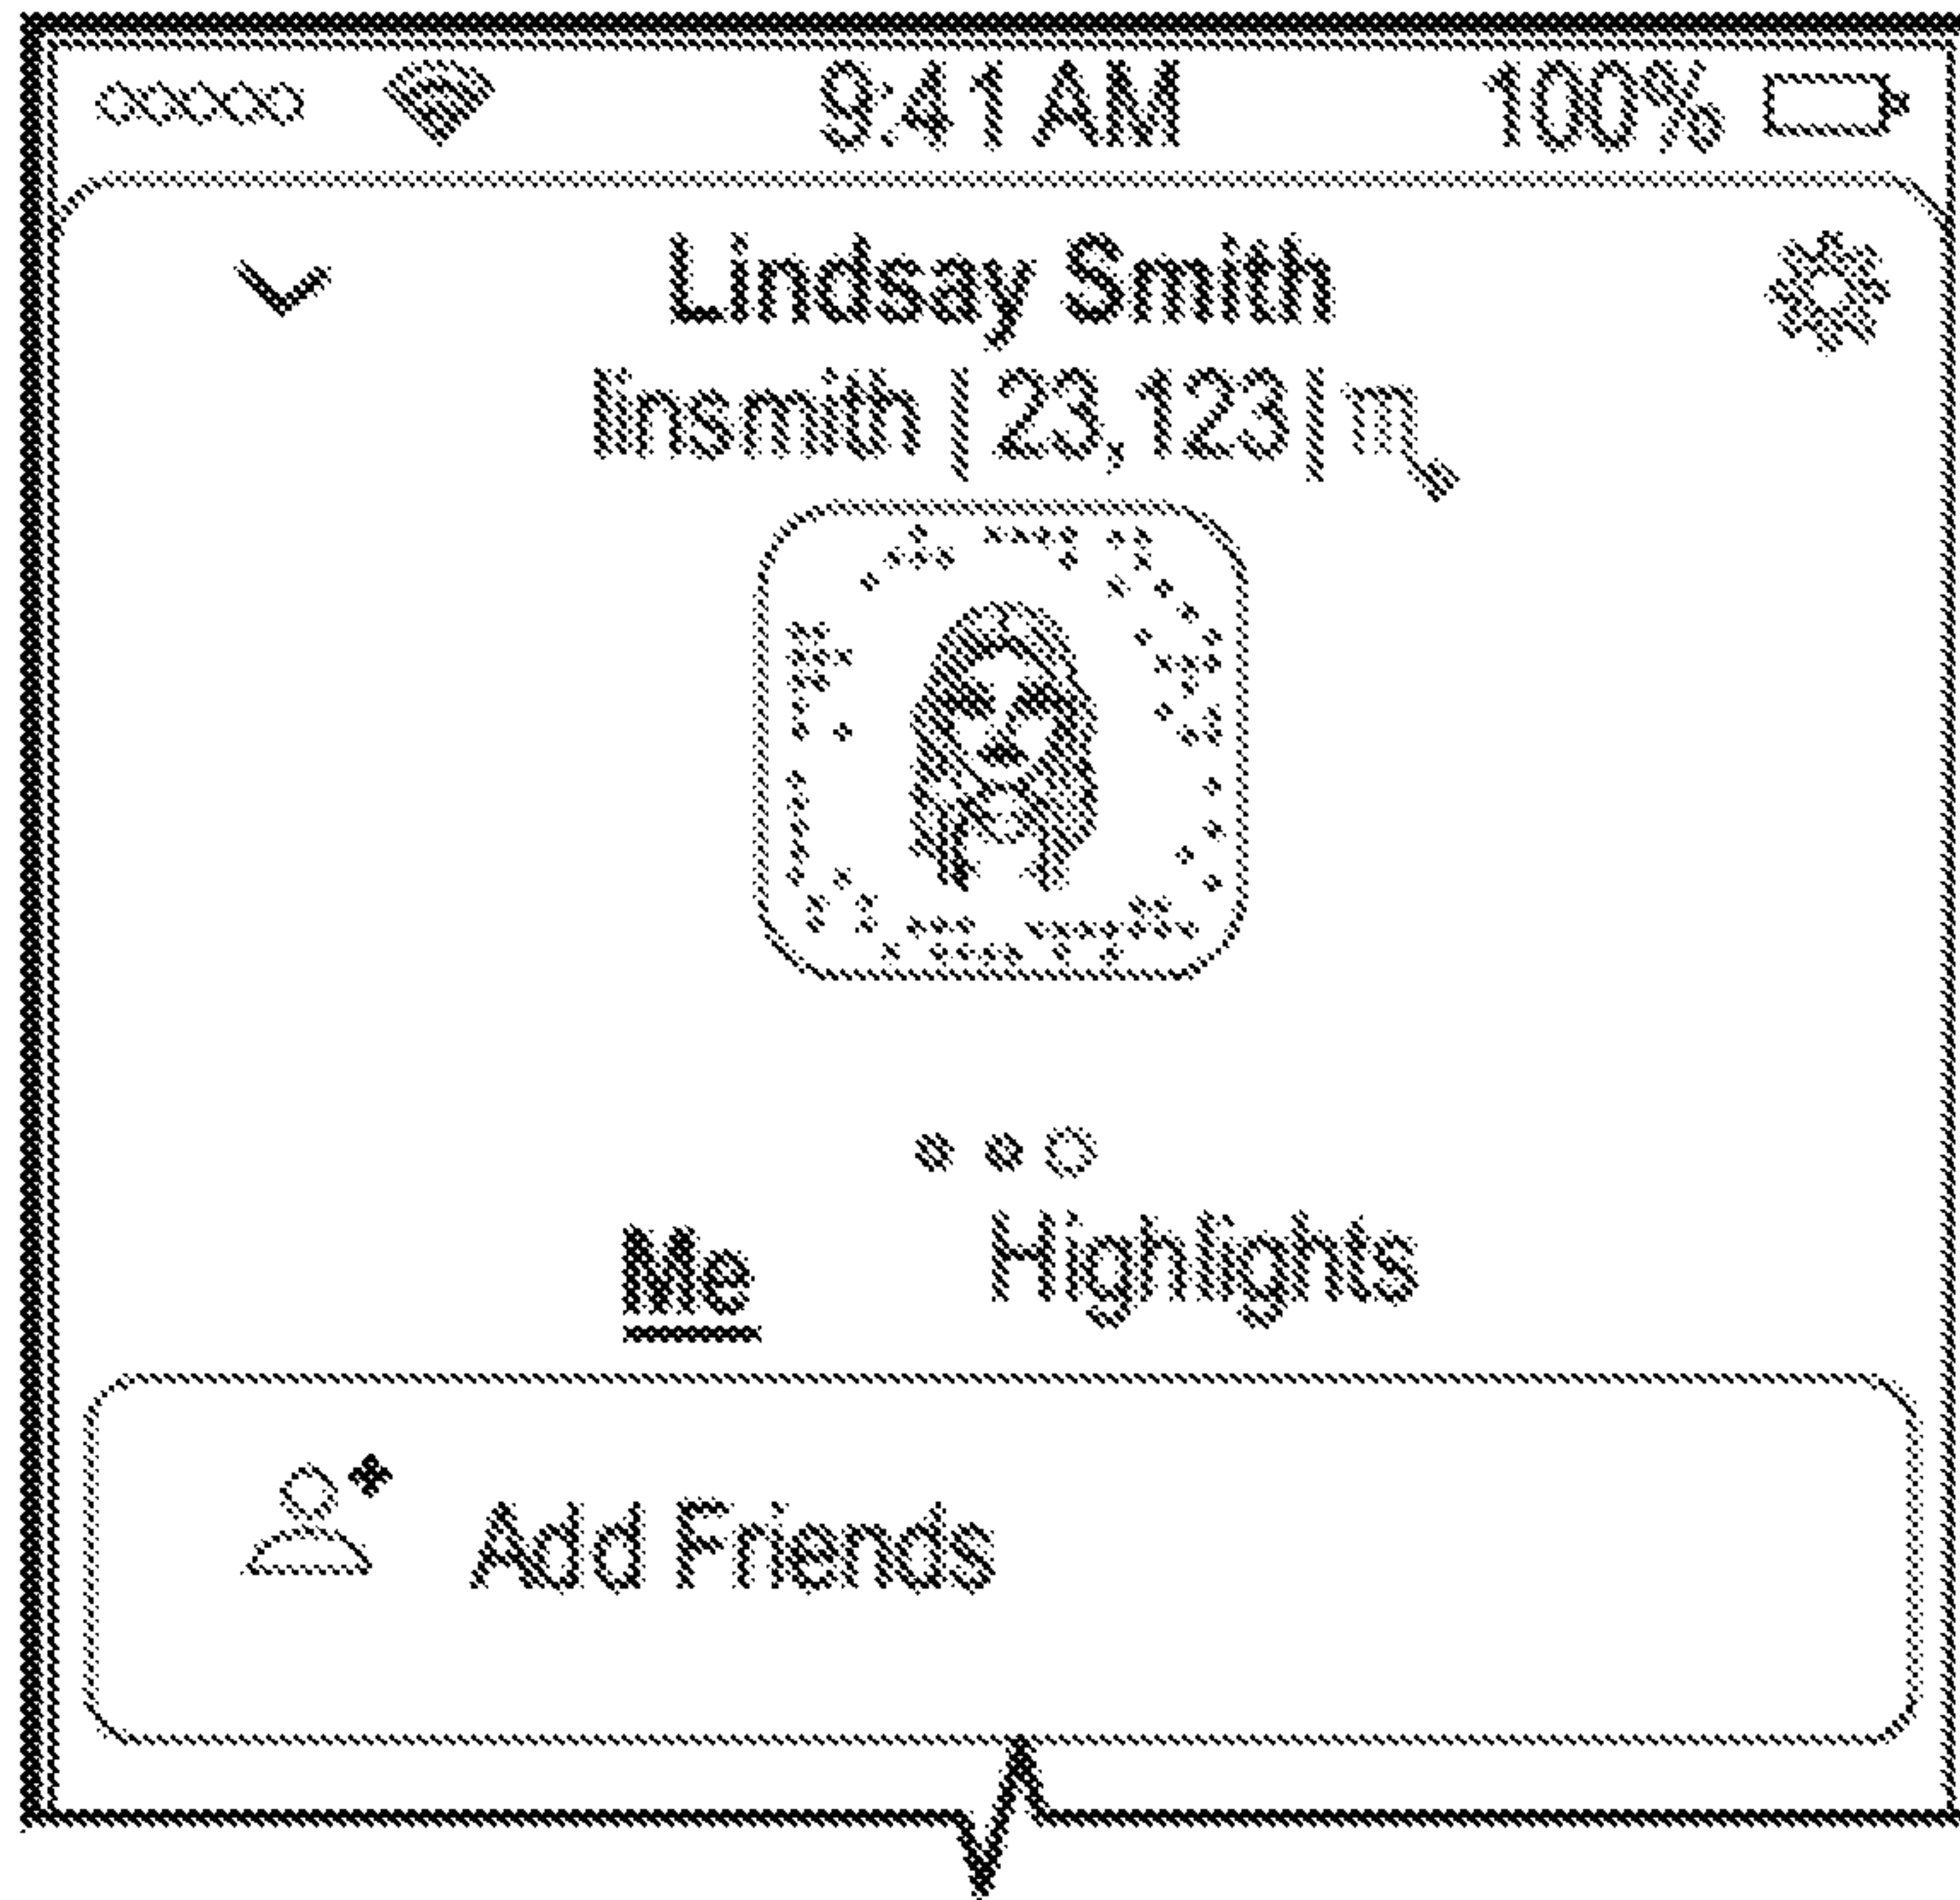 9:41 AM 100%
Lindsay Smith
linsmith | 23,123 | ♏
Me Highlights
Add Friends